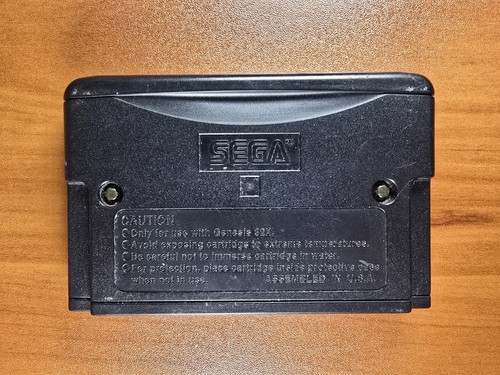 SEGA™
CAUTION
●Only for use with Genesis 32X.
●Avoid exposing cartridge to extreme temperatures.
●Be careful not to immerse cartridge in water.
●For protection, place cartridge inside protective case
when not in use. ASSEMBLED IN U.S.A.